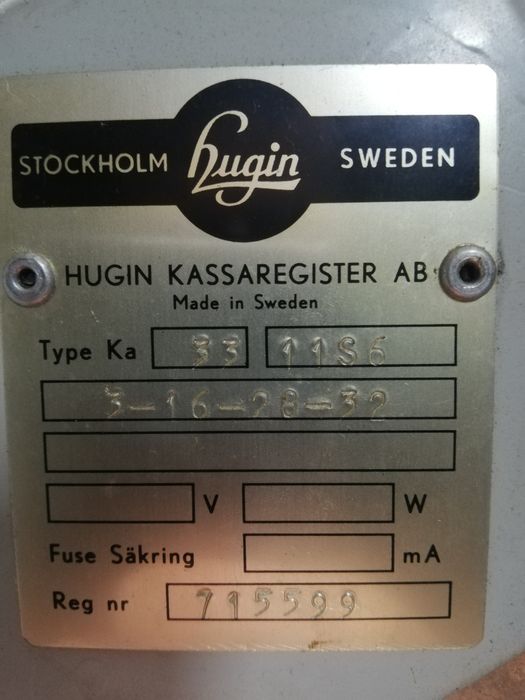 STOCKHOLM hugin SWEDEN
HUGIN KASSAREGISTER AB
Made in Sweden
Type Ka 33 11S6
3-16-28-32
V W
Fuse Säkring mA
Reg nr 715599